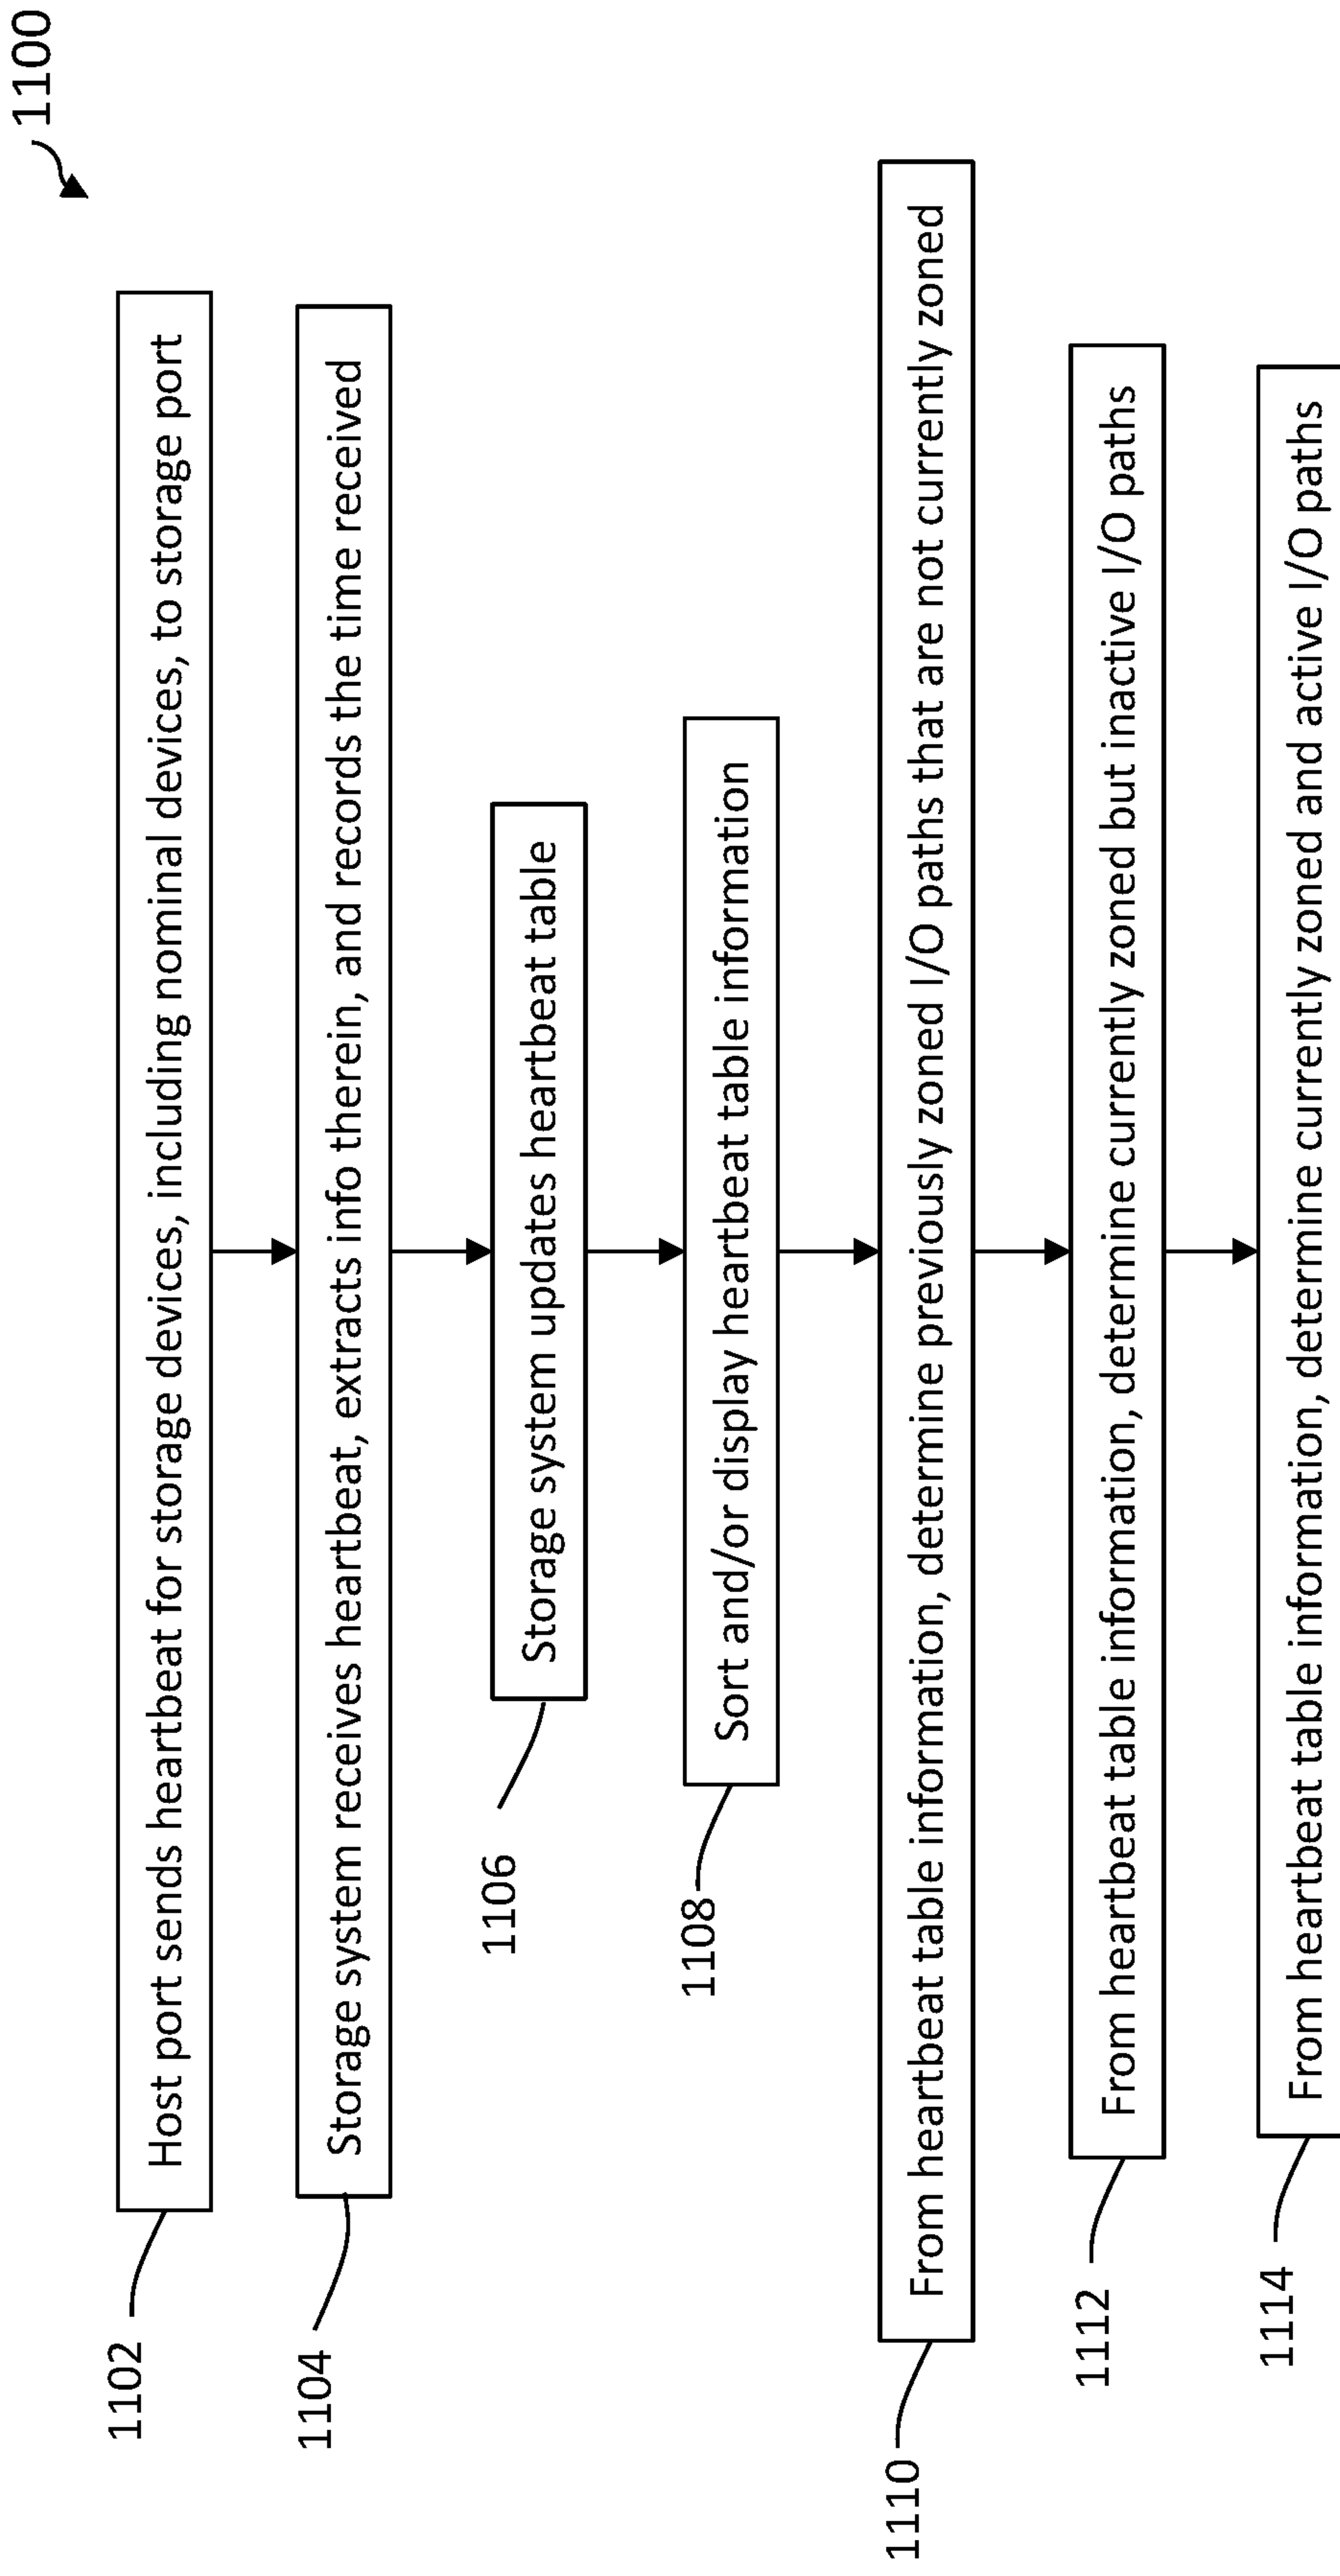 1100
1102
Host port sends heartbeat for storage devices, including nominal devices, to storage port
1104
Storage system receives heartbeat, extracts info therein, and records the time received
1106
Storage system updates heartbeat table
1108
Sort and/or display heartbeat table information
1110
From heartbeat table information, determine previously zoned I/O paths that are not currently zoned
1112
From heartbeat table information, determine currently zoned but inactive I/O paths
1114
From heartbeat table information, determine currently zoned and active I/O paths